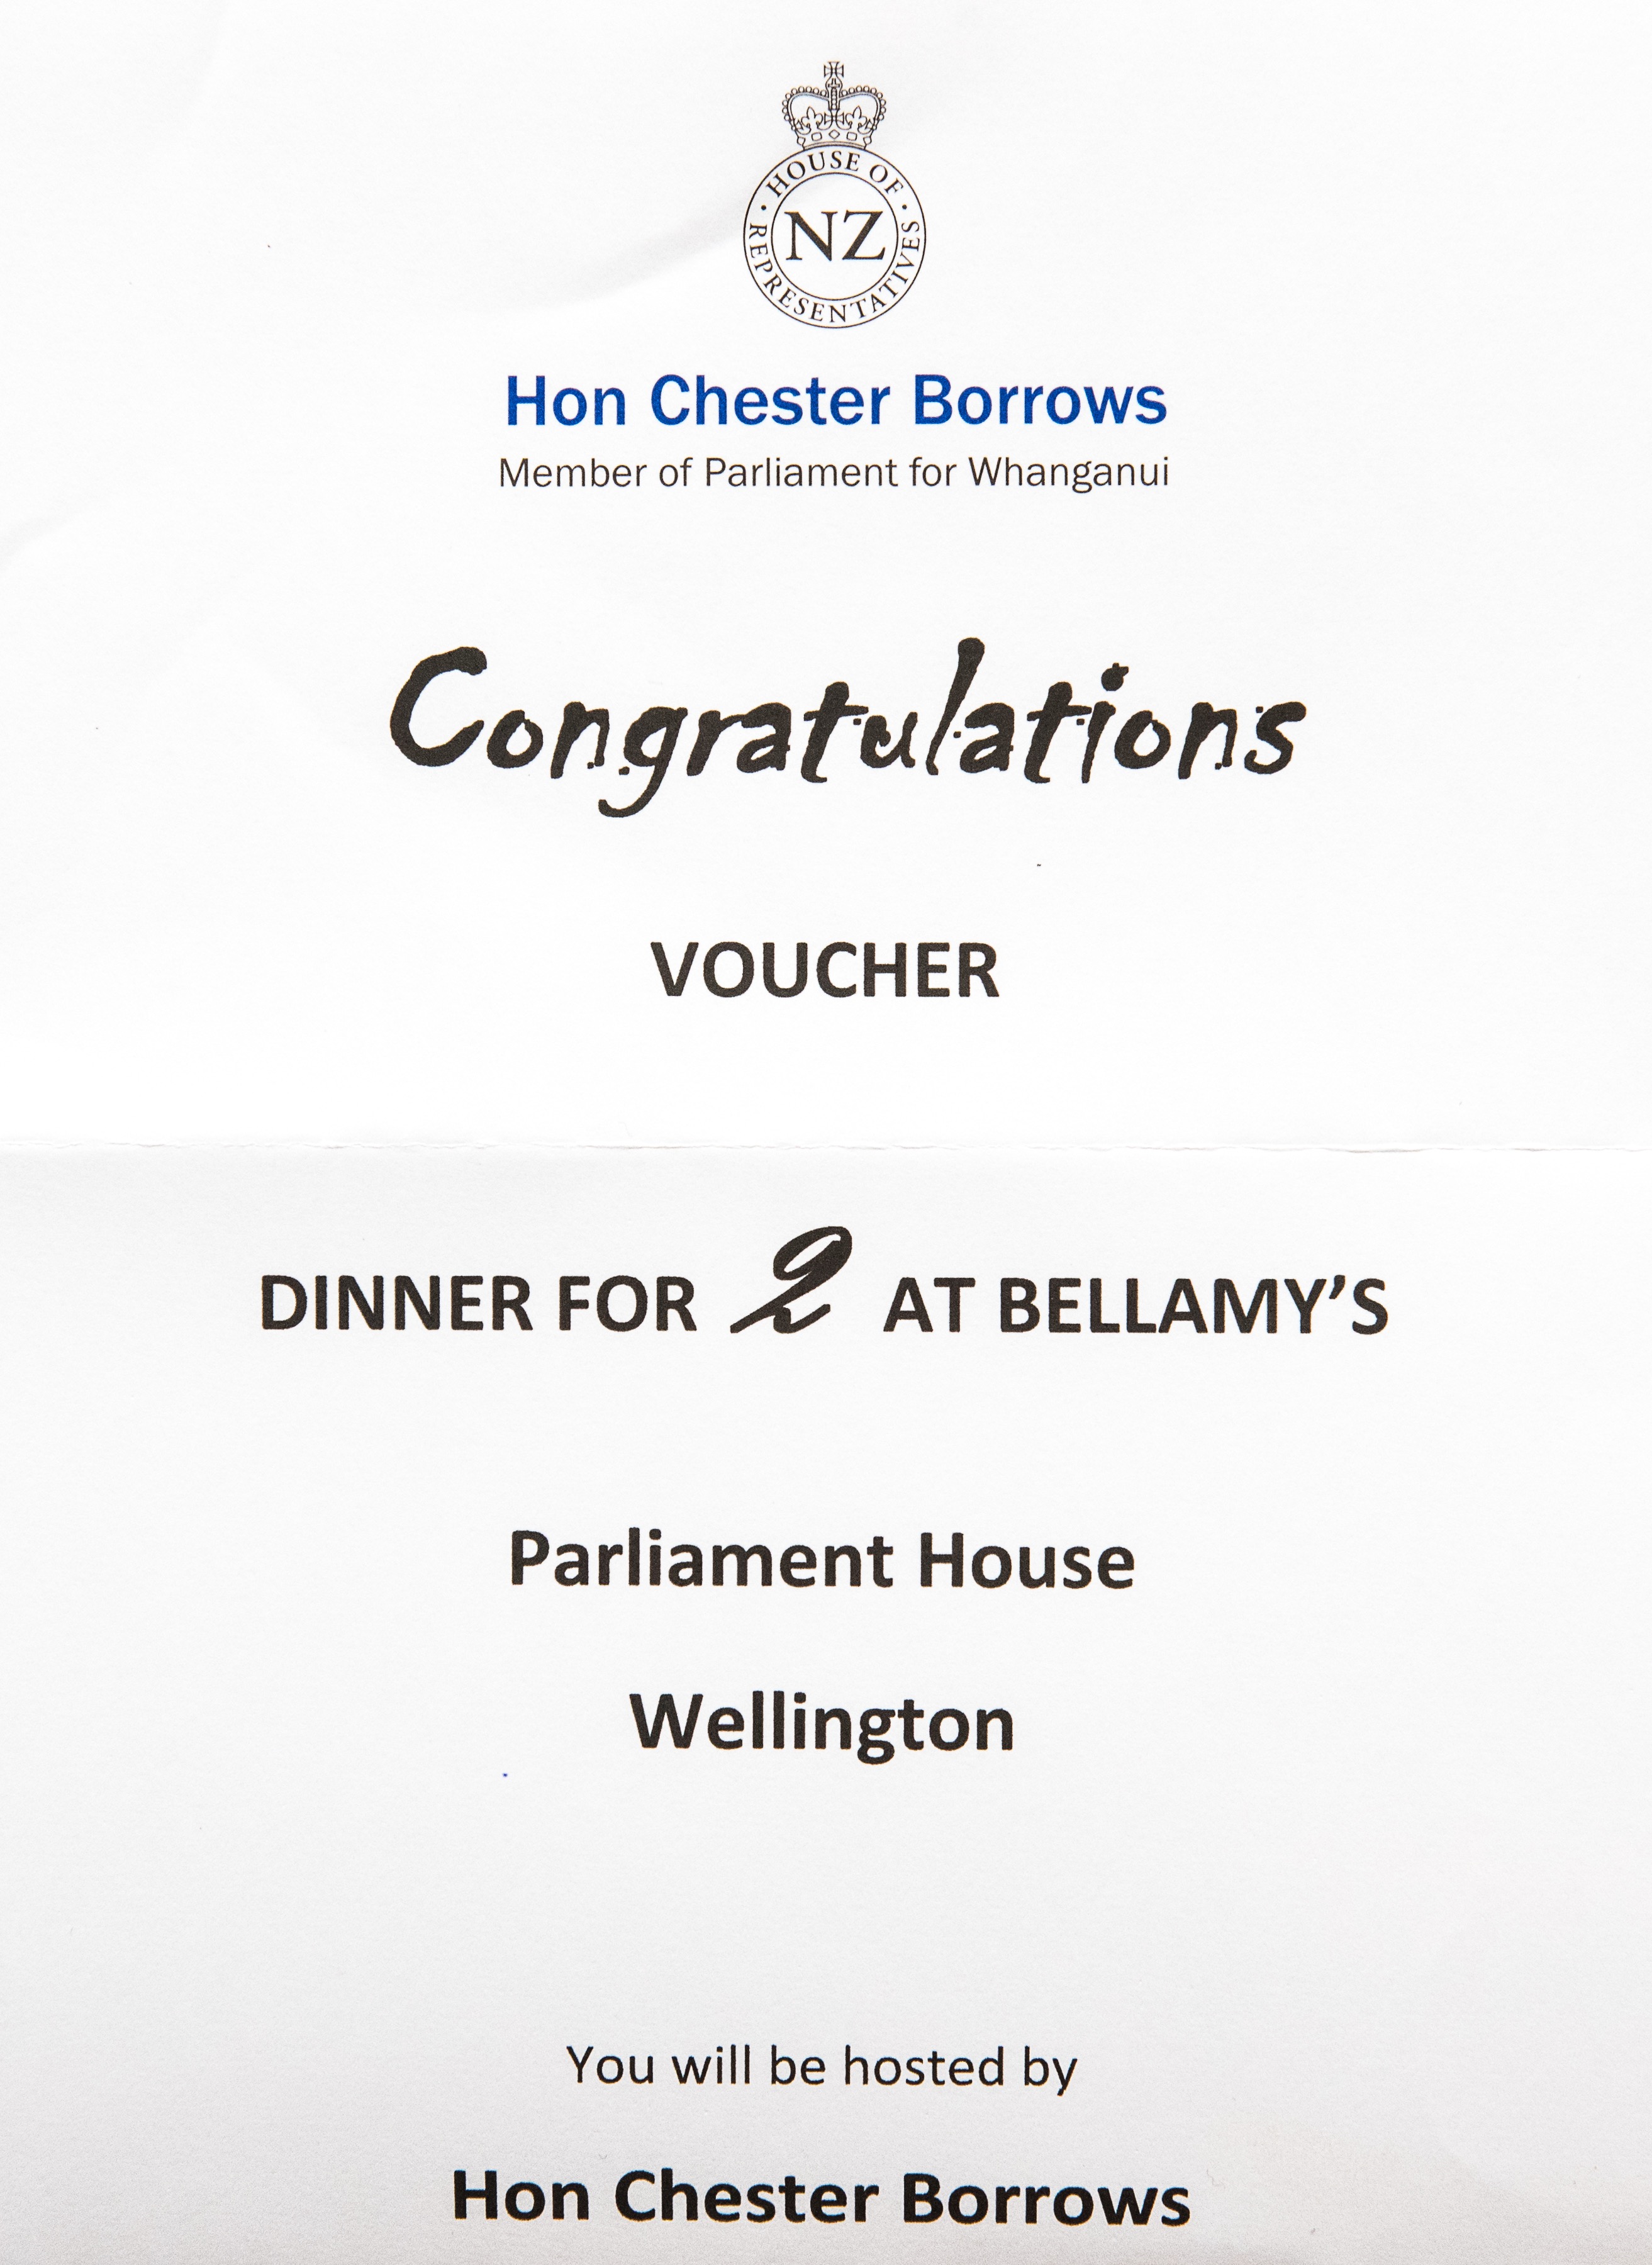 HOUSE OF
NZ
REPRESENTATIVES
Hon Chester Borrows
Member of Parliament for Whanganui
Congratulations
VOUCHER
DINNER FOR 2 AT BELLAMY’S
Parliament House
Wellington
You will be hosted by
Hon Chester Borrows